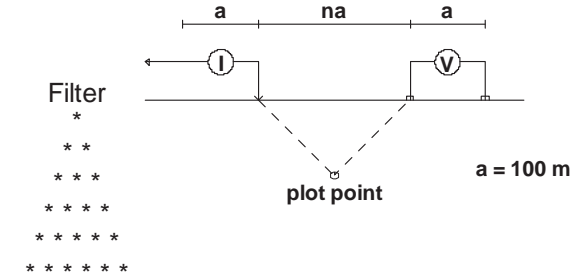 a na a
I V
Filter
*
* *
* * *
* * * *
* * * * *
* * * * * *
a = 100 m
plot point